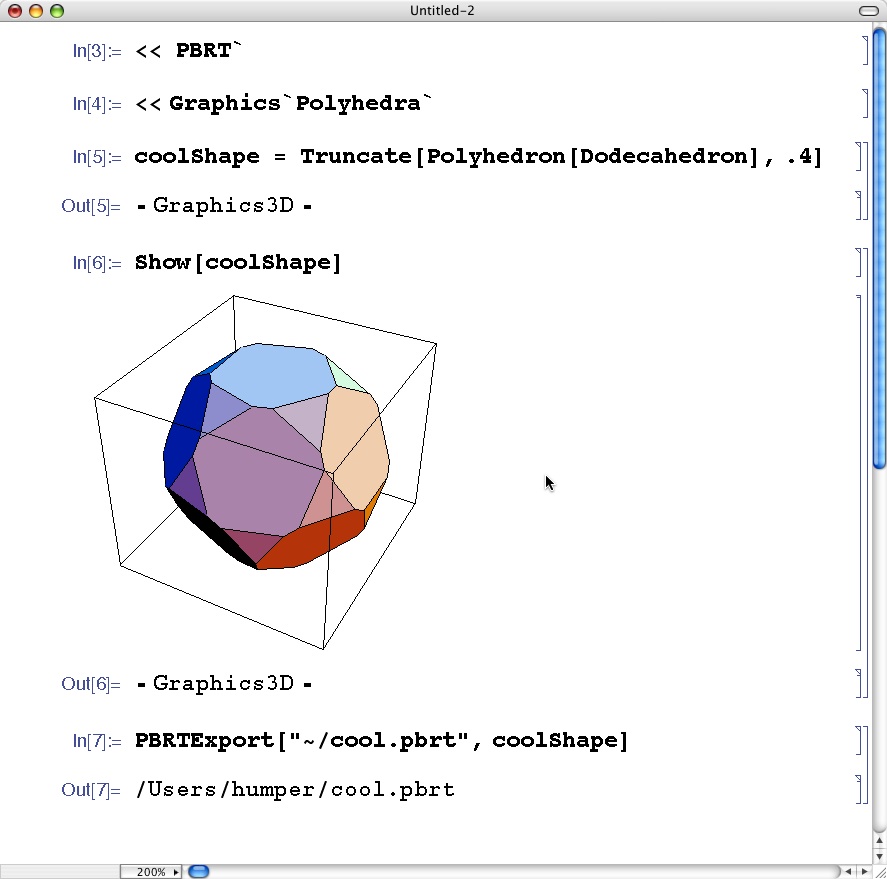 Untitled-2
In[3]:= << PBRT`
In[4]:= << Graphics`Polyhedra`
In[5]:= coolShape = Truncate[Polyhedron[Dodecahedron], .4]
Out[5]= - Graphics3D -
In[6]:= Show[coolShape]
Out[6]= - Graphics3D -
In[7]:= PBRTExport["~/cool.pbrt", coolShape]
Out[7]= /Users/humper/cool.pbrt
200%